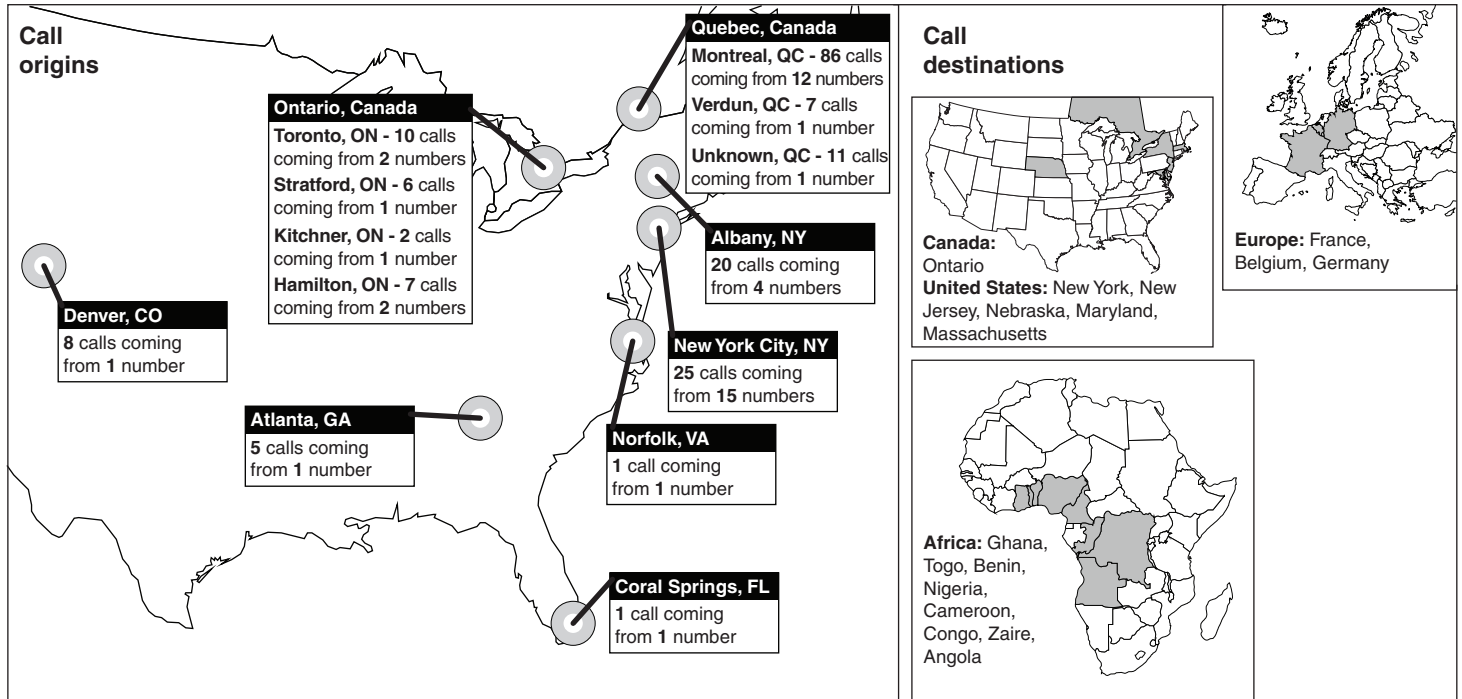 Call
origins
Quebec, Canada
Montreal, QC - 86 calls
coming from 12 numbers
Verdun, QC - 7 calls
coming from 1 number
Unknown, QC - 11 calls
coming from 1 number
Ontario, Canada
Toronto, ON - 10 calls
coming from 2 numbers
Stratford, ON - 6 calls
coming from 1 number
Kitchner, ON - 2 calls
coming from 1 number
Hamilton, ON - 7 calls
coming from 2 numbers
Albany, NY
20 calls coming
from 4 numbers
Denver, CO
8 calls coming
from 1 number
New York City, NY
25 calls coming
from 15 numbers
Atlanta, GA
5 calls coming
from 1 number
Norfolk, VA
1 call coming
from 1 number
Coral Springs, FL
1 call coming
from 1 number
Call
destinations
Canada:
Ontario
United States: New York, New
Jersey, Nebraska, Maryland,
Massachusetts
Europe: France,
Belgium, Germany
Africa: Ghana,
Togo, Benin,
Nigeria,
Cameroon,
Congo, Zaire,
Angola